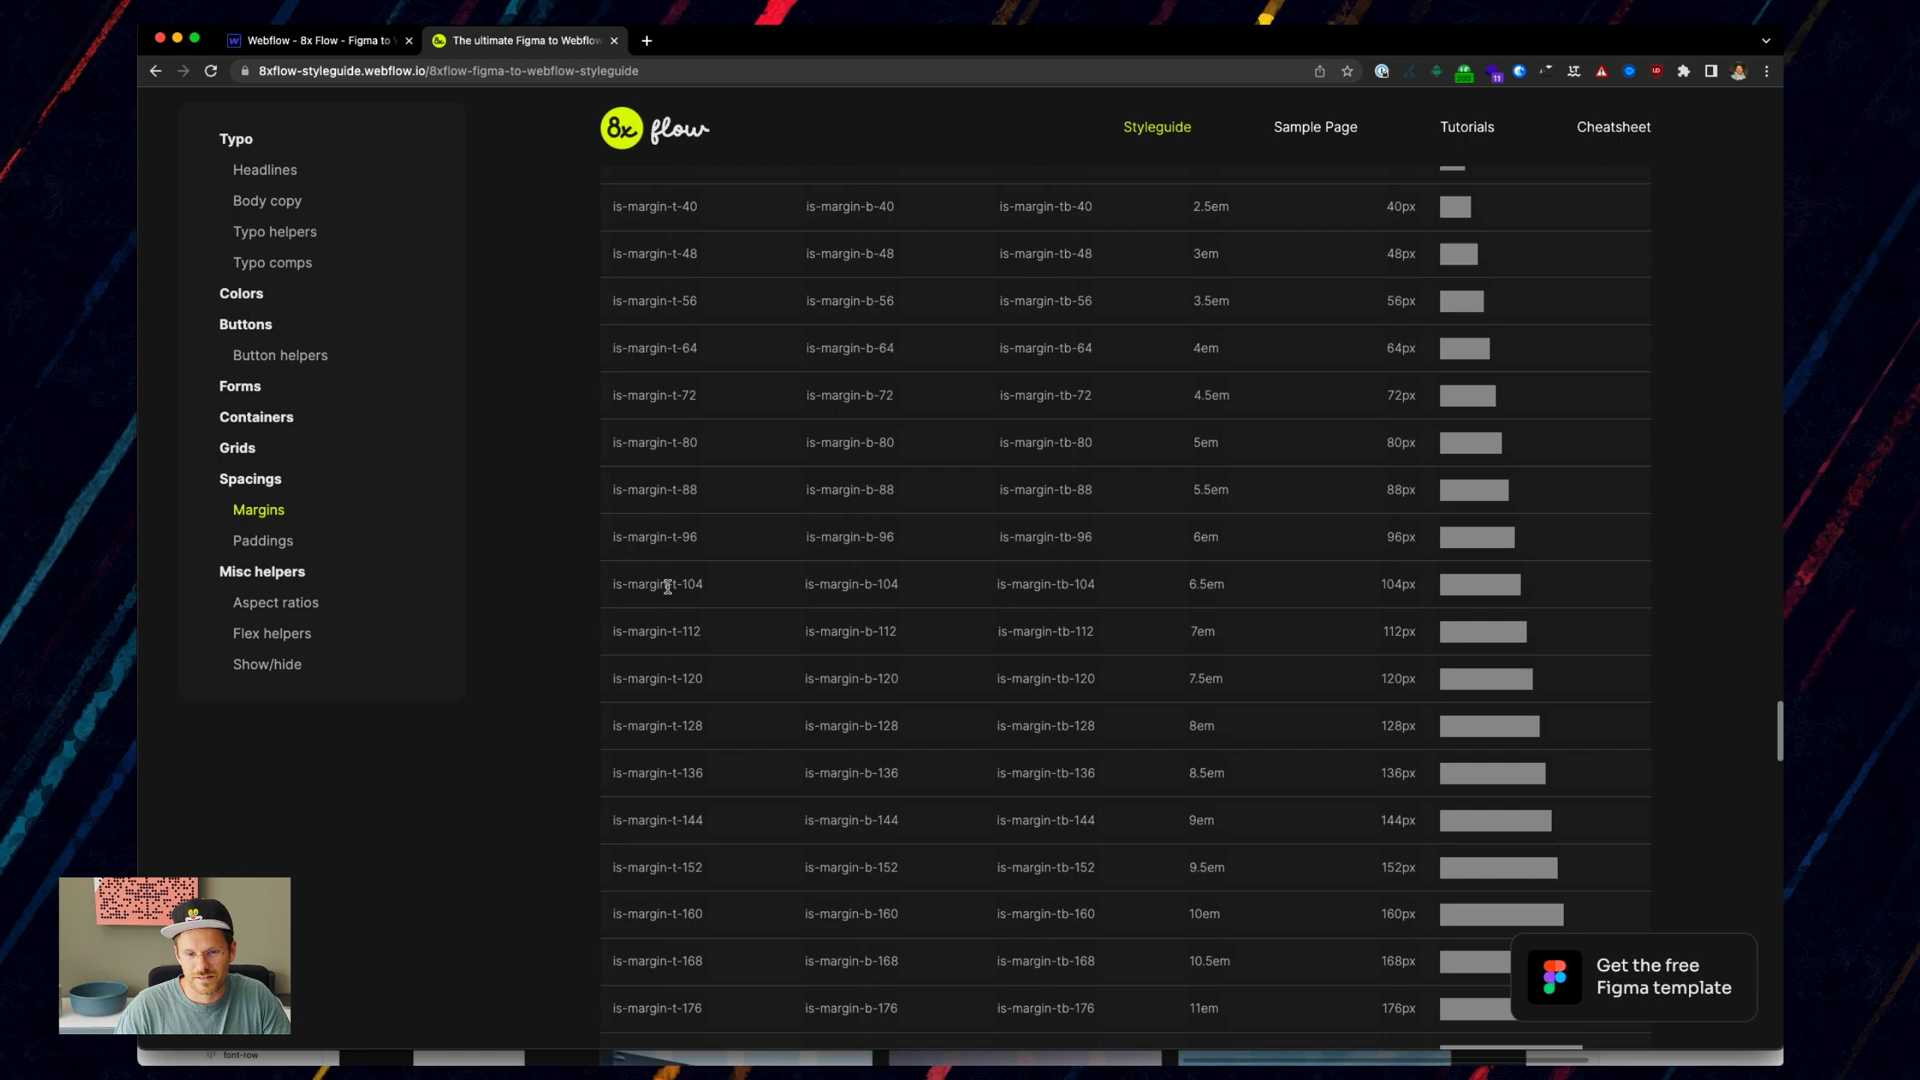 Webflow - 8x Flow - Figma to
The ultimate Figma to Webflow
8xflow-styleguide.webflow.io/8xflow-figma-to-webflow-styleguide
200
11
8x flow
Styleguide
Sample Page
Tutorials
Cheatsheet
Typo
Headlines
Body copy
Typo helpers
Typo comps
Colors
Buttons
Button helpers
Forms
Containers
Grids
Spacings
Margins
Paddings
Misc helpers
Aspect ratios
Flex helpers
Show/hide
is-margin-t-40 is-margin-b-40 is-margin-tb-40 2.5em 40px
is-margin-t-48 is-margin-b-48 is-margin-tb-48 3em 48px
is-margin-t-56 is-margin-b-56 is-margin-tb-56 3.5em 56px
is-margin-t-64 is-margin-b-64 is-margin-tb-64 4em 64px
is-margin-t-72 is-margin-b-72 is-margin-tb-72 4.5em 72px
is-margin-t-80 is-margin-b-80 is-margin-tb-80 5em 80px
is-margin-t-88 is-margin-b-88 is-margin-tb-88 5.5em 88px
is-margin-t-96 is-margin-b-96 is-margin-tb-96 6em 96px
is-margin-t-104 is-margin-b-104 is-margin-tb-104 6.5em 104px
is-margin-t-112 is-margin-b-112 is-margin-tb-112 7em 112px
is-margin-t-120 is-margin-b-120 is-margin-tb-120 7.5em 120px
is-margin-t-128 is-margin-b-128 is-margin-tb-128 8em 128px
is-margin-t-136 is-margin-b-136 is-margin-tb-136 8.5em 136px
is-margin-t-144 is-margin-b-144 is-margin-tb-144 9em 144px
is-margin-t-152 is-margin-b-152 is-margin-tb-152 9.5em 152px
is-margin-t-160 is-margin-b-160 is-margin-tb-160 10em 160px
is-margin-t-168 is-margin-b-168 is-margin-tb-168 10.5em 168px
is-margin-t-176 is-margin-b-176 is-margin-tb-176 11em 176px
Get the free
Figma template
font-row